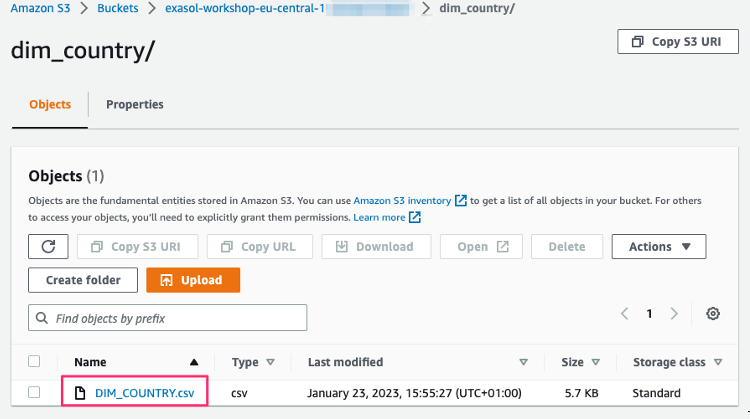 Amazon S3 > Buckets > exasol-workshop-eu-central-1 > dim_country/
dim_country/
Copy S3 URI
Objects Properties
Objects (1)
Objects are the fundamental entities stored in Amazon S3. You can use Amazon S3 inventory to get a list of all objects in your bucket. For others
to access your objects, you'll need to explicitly grant them permissions. Learn more
Copy S3 URI Copy URL Download Open Delete Actions
Create folder Upload
Find objects by prefix 1
Name Type Last modified Size Storage class
DIM_COUNTRY.csv csv January 23, 2023, 15:55:27 (UTC+01:00) 5.7 KB Standard